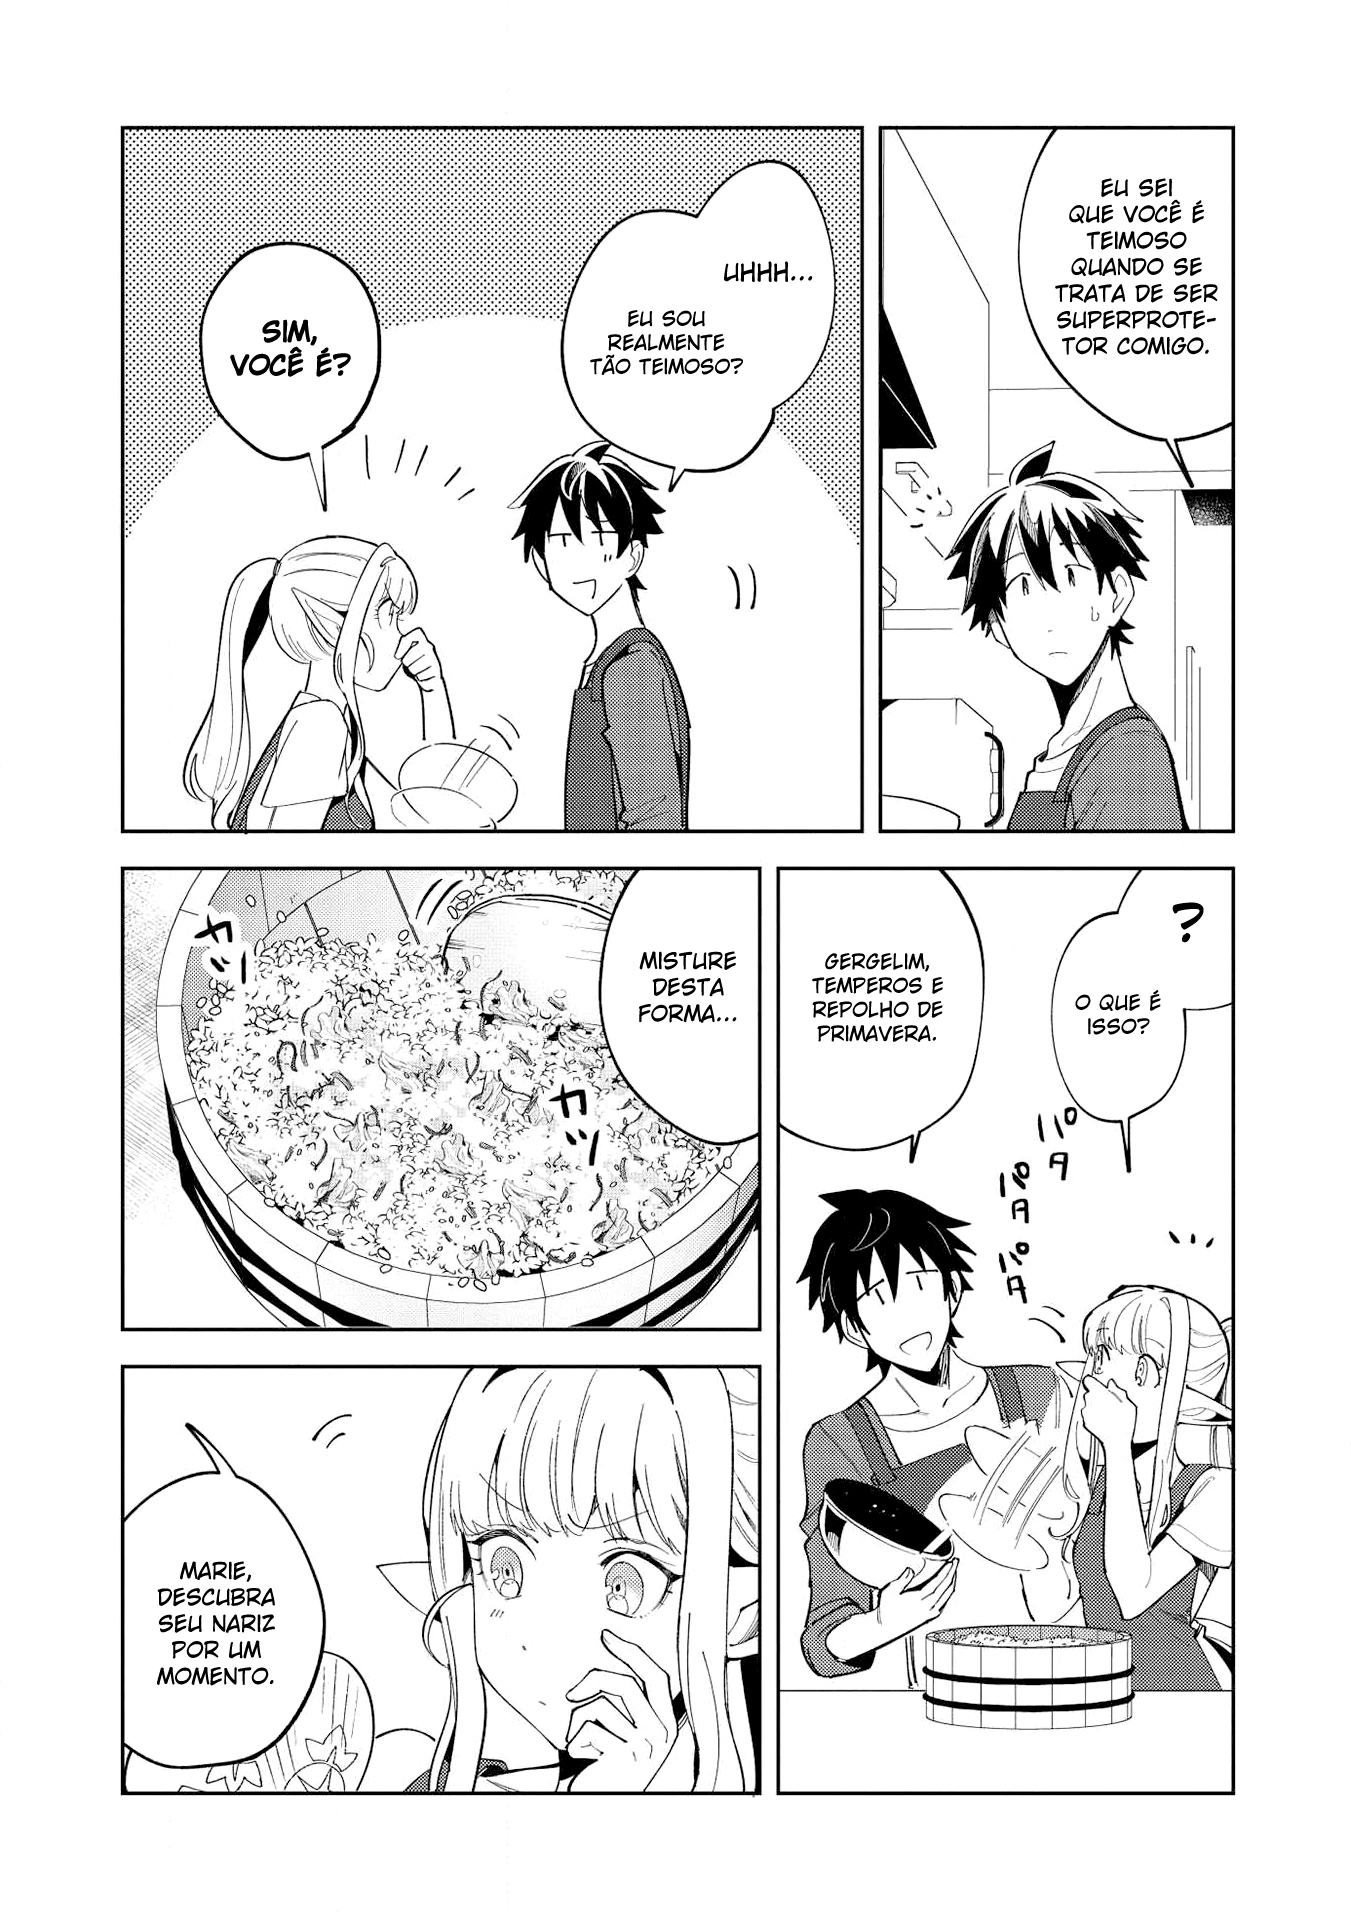 EU SEI
QUE VOCÊ É
TEIMOSO
QUANDO SE
TRATA DE SER
SUPERPROTE-
TOR COMIGO.
UHHH...
EU SOU
REALMENTE
TÃO TEIMOSO?
SIM,
VOCÊ É?
?
O QUE É
ISSO?
GERGELIM,
TEMPEROS E
REPOLHO DE
PRIMAVERA.
パタ
パタ
パタ
MISTURE
DESTA
FORMA...
カッ
カッ
MARIE,
DESCUBRA
SEU NARIZ
POR UM
MOMENTO.